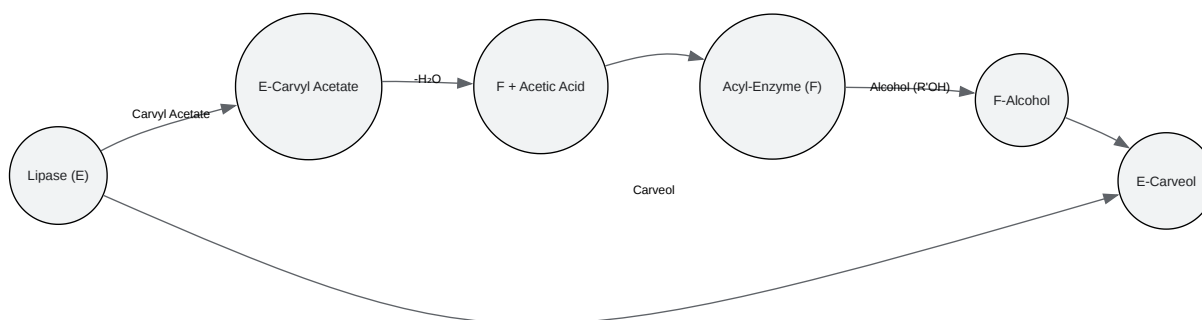 Lipase (E)
Carvyl Acetate
E-Carvyl Acetate
-H₂O
F + Acetic Acid
Acyl-Enzyme (F)
Alcohol (R'OH)
F-Alcohol
E-Carveol
Carveol